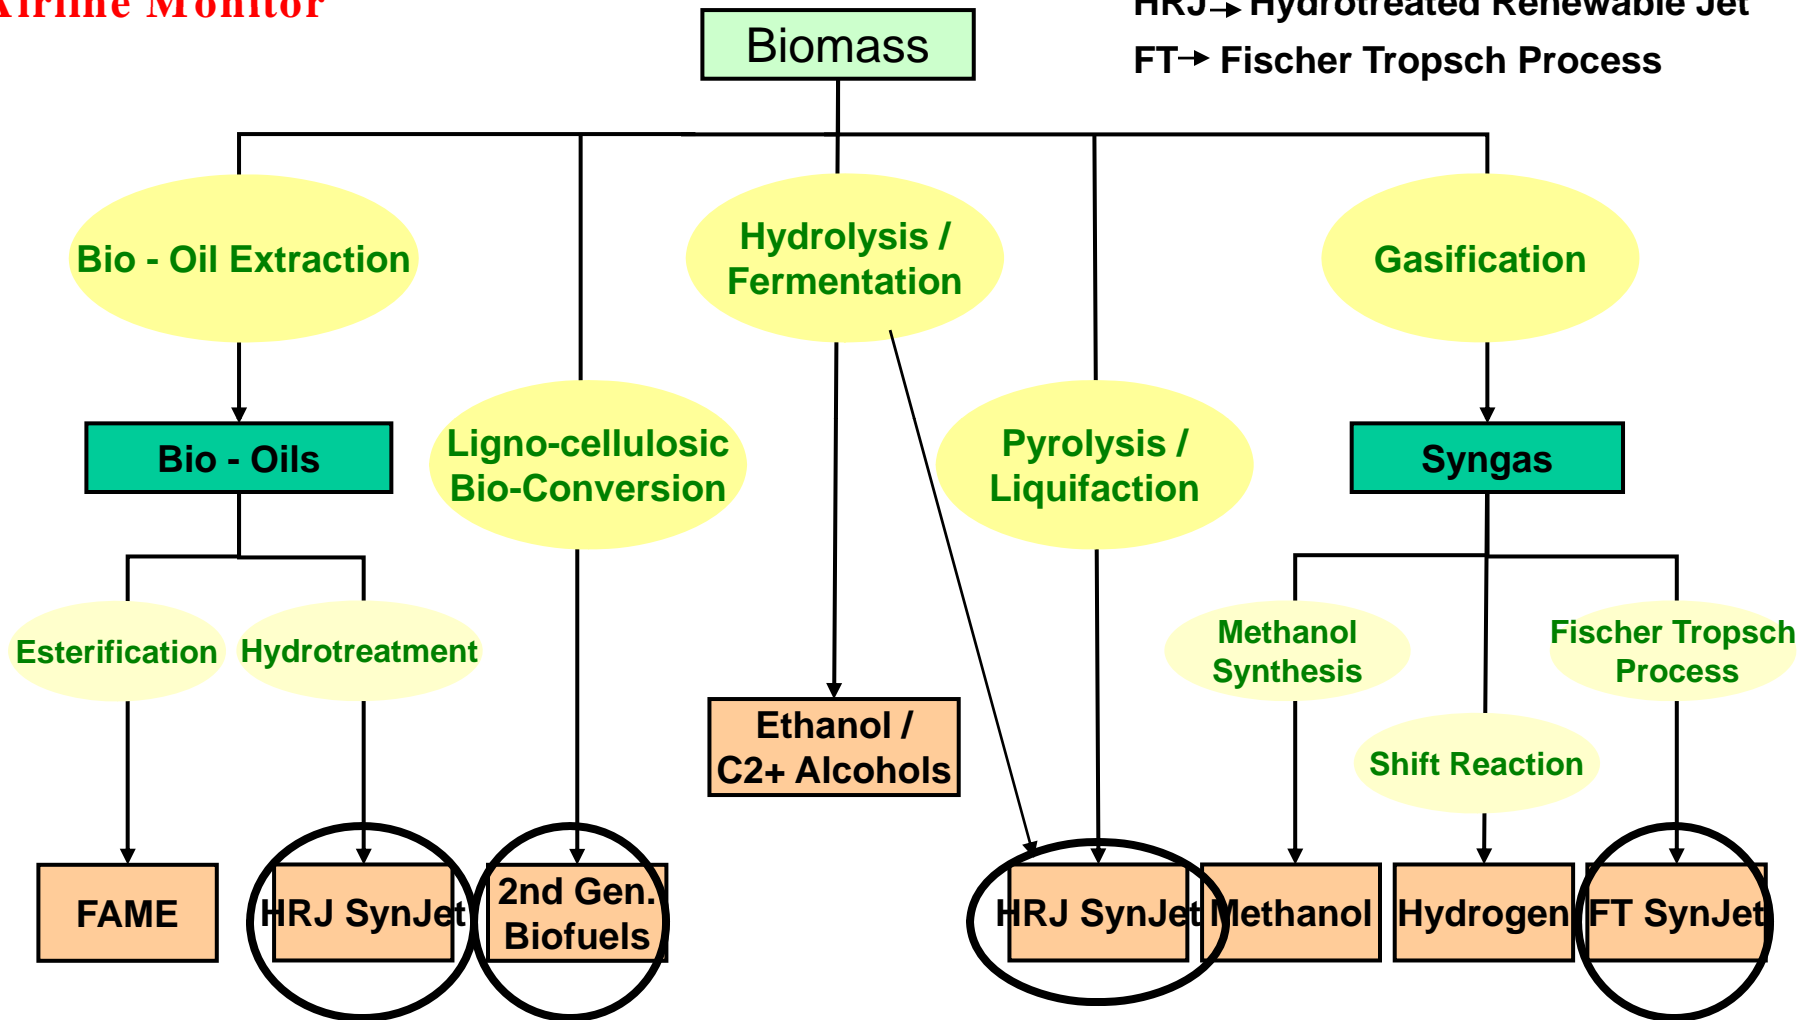 Airline Monitor
HRJ→ Hydrotreated Renewable Jet
Biomass
FT→ Fischer Tropsch Process
Bio - Oil Extraction
Hydrolysis /
Fermentation
Gasification
Bio - Oils
Ligno-cellulosic
Bio-Conversion
Pyrolysis /
Liquifaction
Syngas
Esterification
Hydrotreatment
Methanol
Synthesis
Fischer Tropsch
Process
Ethanol /
C2+ Alcohols
Shift Reaction
FAME
HRJ SynJet
2nd Gen.
Biofuels
HRJ SynJet
Methanol
Hydrogen
FT SynJet